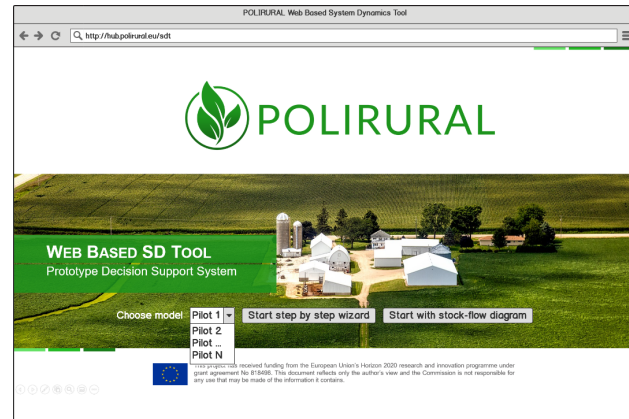 POLIRURAL Web Based System Dynamics Tool
http://hub.polirural.eu/sdt
POLIRURAL
WEB BASED SD TOOL
Prototype Decision Support System
Choose model Pilot 1 Start step by step wizard Start with stock-flow diagram
Pilot 2
Pilot ...
Pilot N
This project has received funding from the European Union's Horizon 2020 research and innovation programme under
grant agreement No 818496. This document reflects only the author's view and the Commission is not responsible for
any use that may be made of the information it contains.